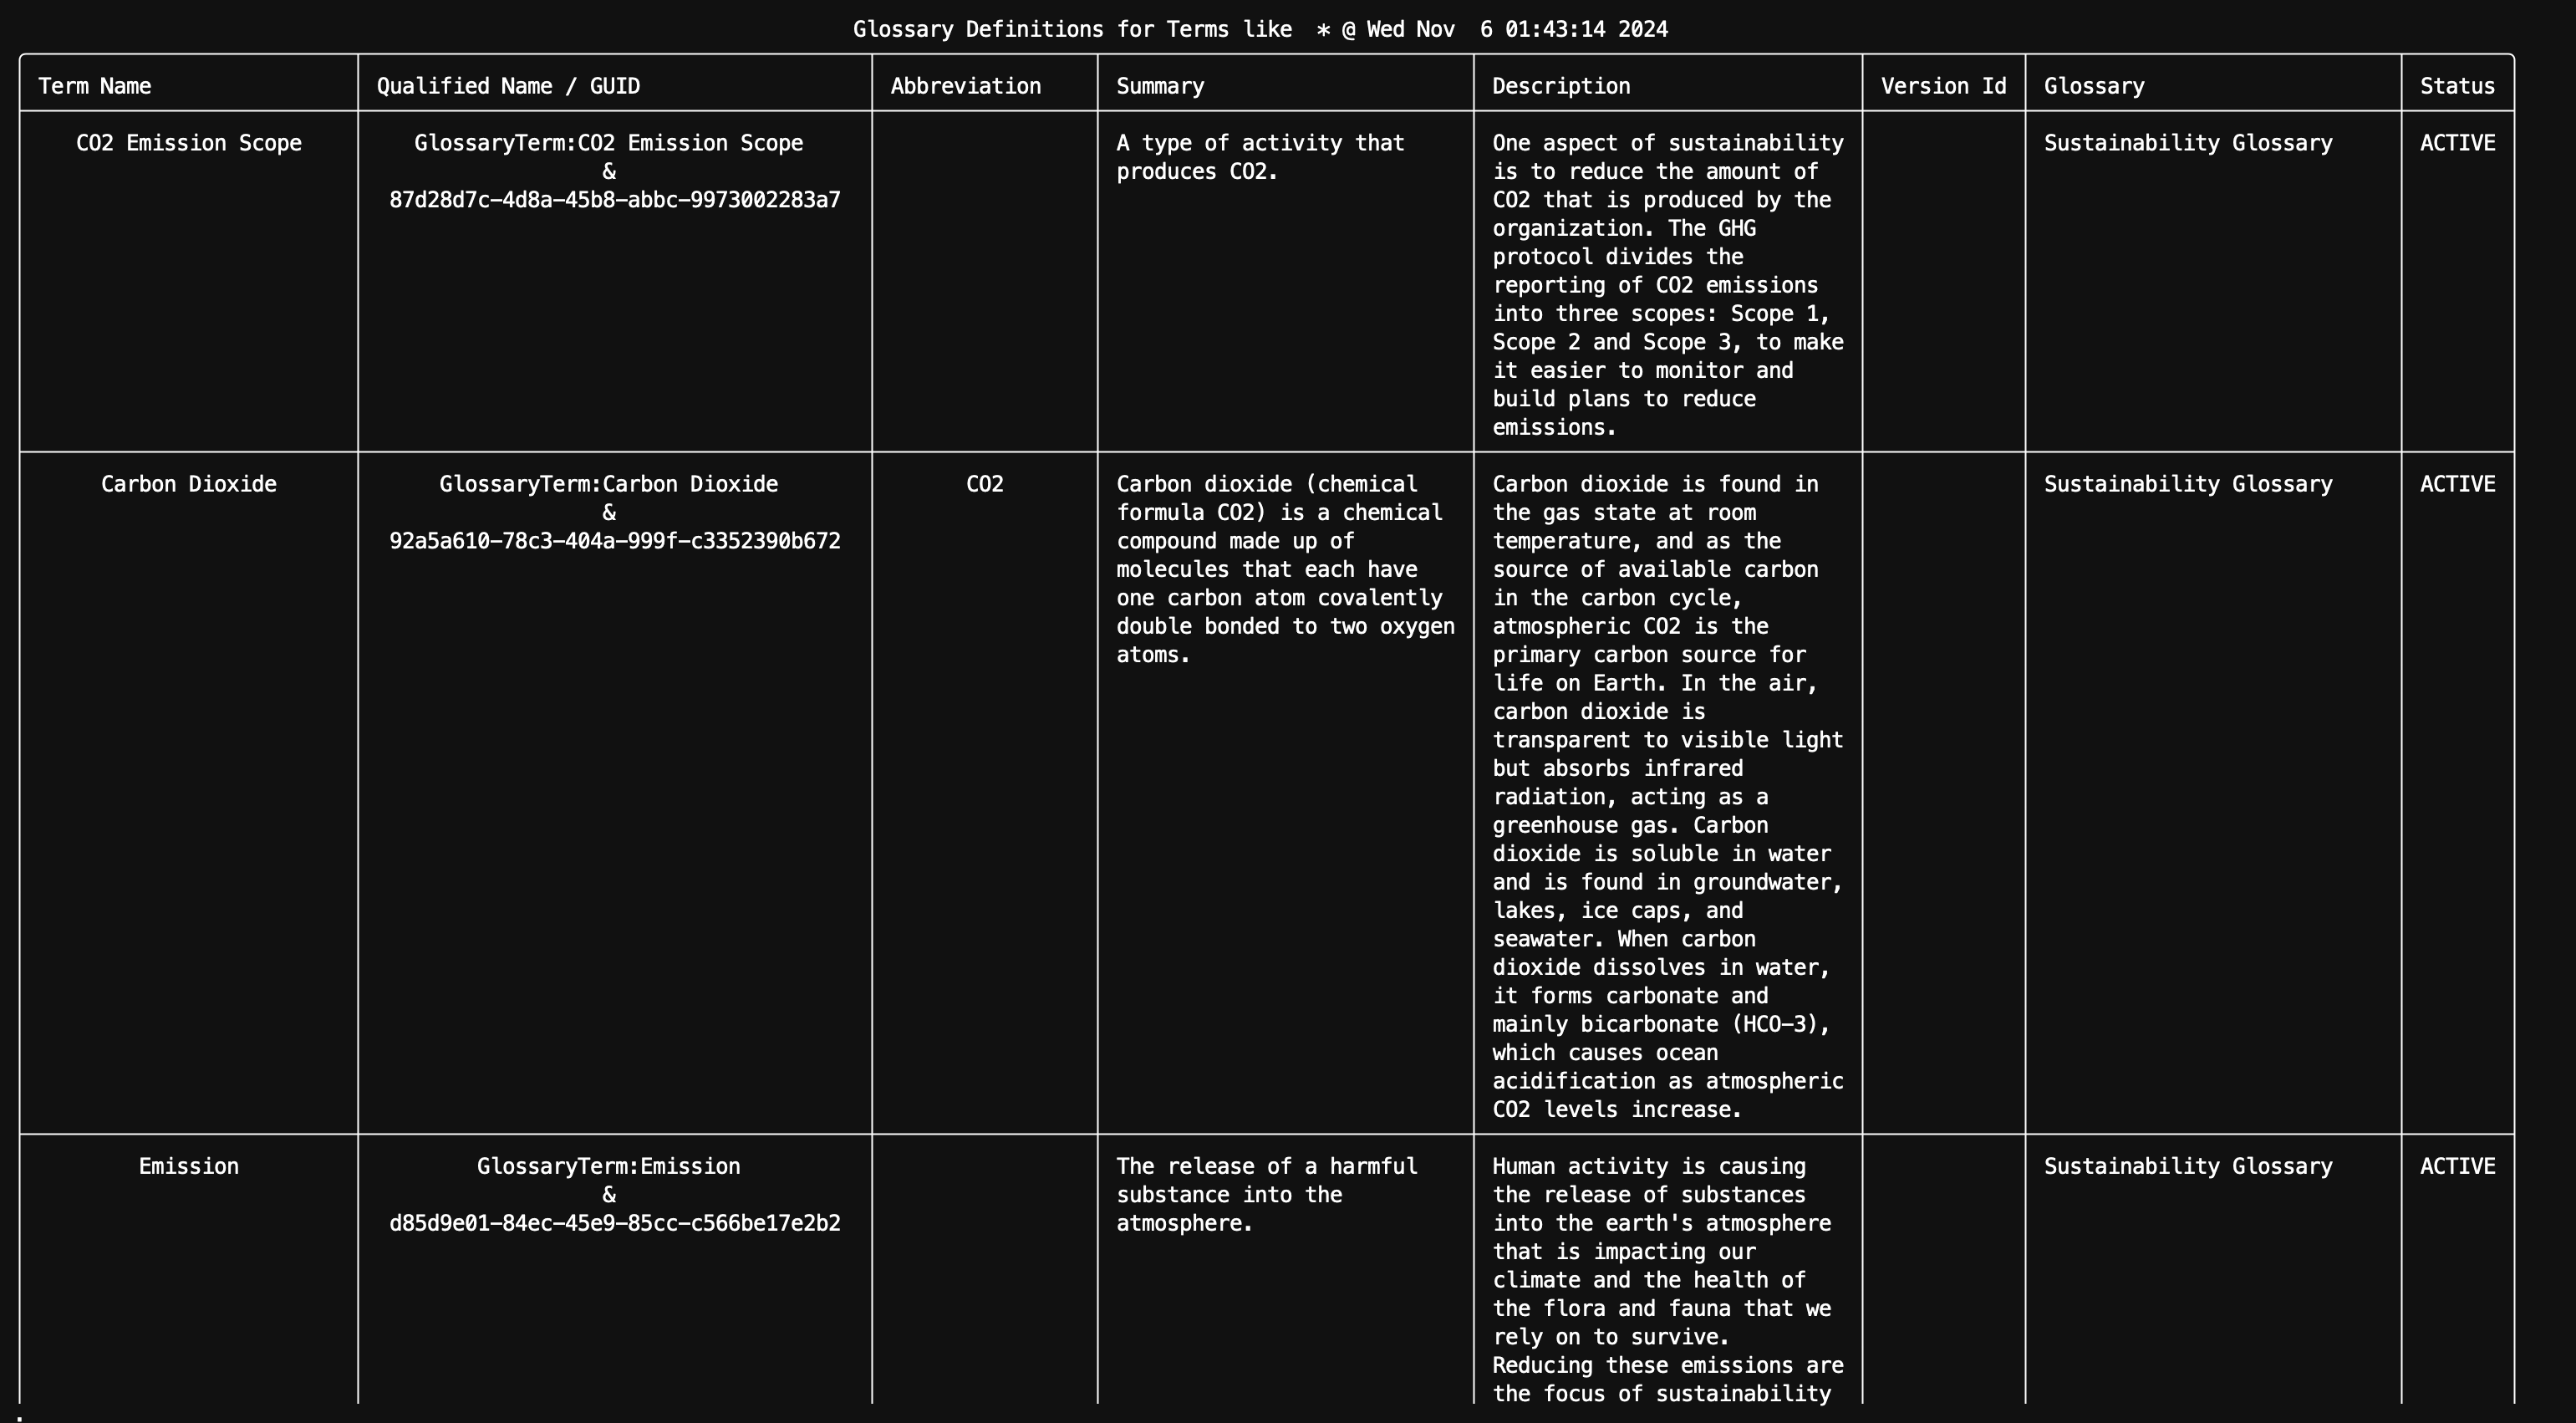 Glossary Definitions for Terms like  * @ Wed Nov  6 01:43:14 2024
Term Name
Qualified Name / GUID
Abbreviation
Summary
Description
Version Id
Glossary
Status
CO2 Emission Scope
GlossaryTerm:CO2 Emission Scope
&
87d28d7c-4d8a-45b8-abbc-9973002283a7
A type of activity that
produces CO2.
One aspect of sustainability
is to reduce the amount of
CO2 that is produced by the
organization. The GHG
protocol divides the
reporting of CO2 emissions
into three scopes: Scope 1,
Scope 2 and Scope 3, to make
it easier to monitor and
build plans to reduce
emissions.
Sustainability Glossary
ACTIVE
Carbon Dioxide
GlossaryTerm:Carbon Dioxide
&
92a5a610-78c3-404a-999f-c3352390b672
CO2
Carbon dioxide (chemical
formula CO2) is a chemical
compound made up of
molecules that each have
one carbon atom covalently
double bonded to two oxygen
atoms.
Carbon dioxide is found in
the gas state at room
temperature, and as the
source of available carbon
in the carbon cycle,
atmospheric CO2 is the
primary carbon source for
life on Earth. In the air,
carbon dioxide is
transparent to visible light
but absorbs infrared
radiation, acting as a
greenhouse gas. Carbon
dioxide is soluble in water
and is found in groundwater,
lakes, ice caps, and
seawater. When carbon
dioxide dissolves in water,
it forms carbonate and
mainly bicarbonate (HCO-3),
which causes ocean
acidification as atmospheric
CO2 levels increase.
Sustainability Glossary
ACTIVE
Emission
GlossaryTerm:Emission
&
d85d9e01-84ec-45e9-85cc-c566be17e2b2
The release of a harmful
substance into the
atmosphere.
Human activity is causing
the release of substances
into the earth's atmosphere
that is impacting our
climate and the health of
the flora and fauna that we
rely on to survive.
Reducing these emissions are
the focus of sustainability
Sustainability Glossary
ACTIVE